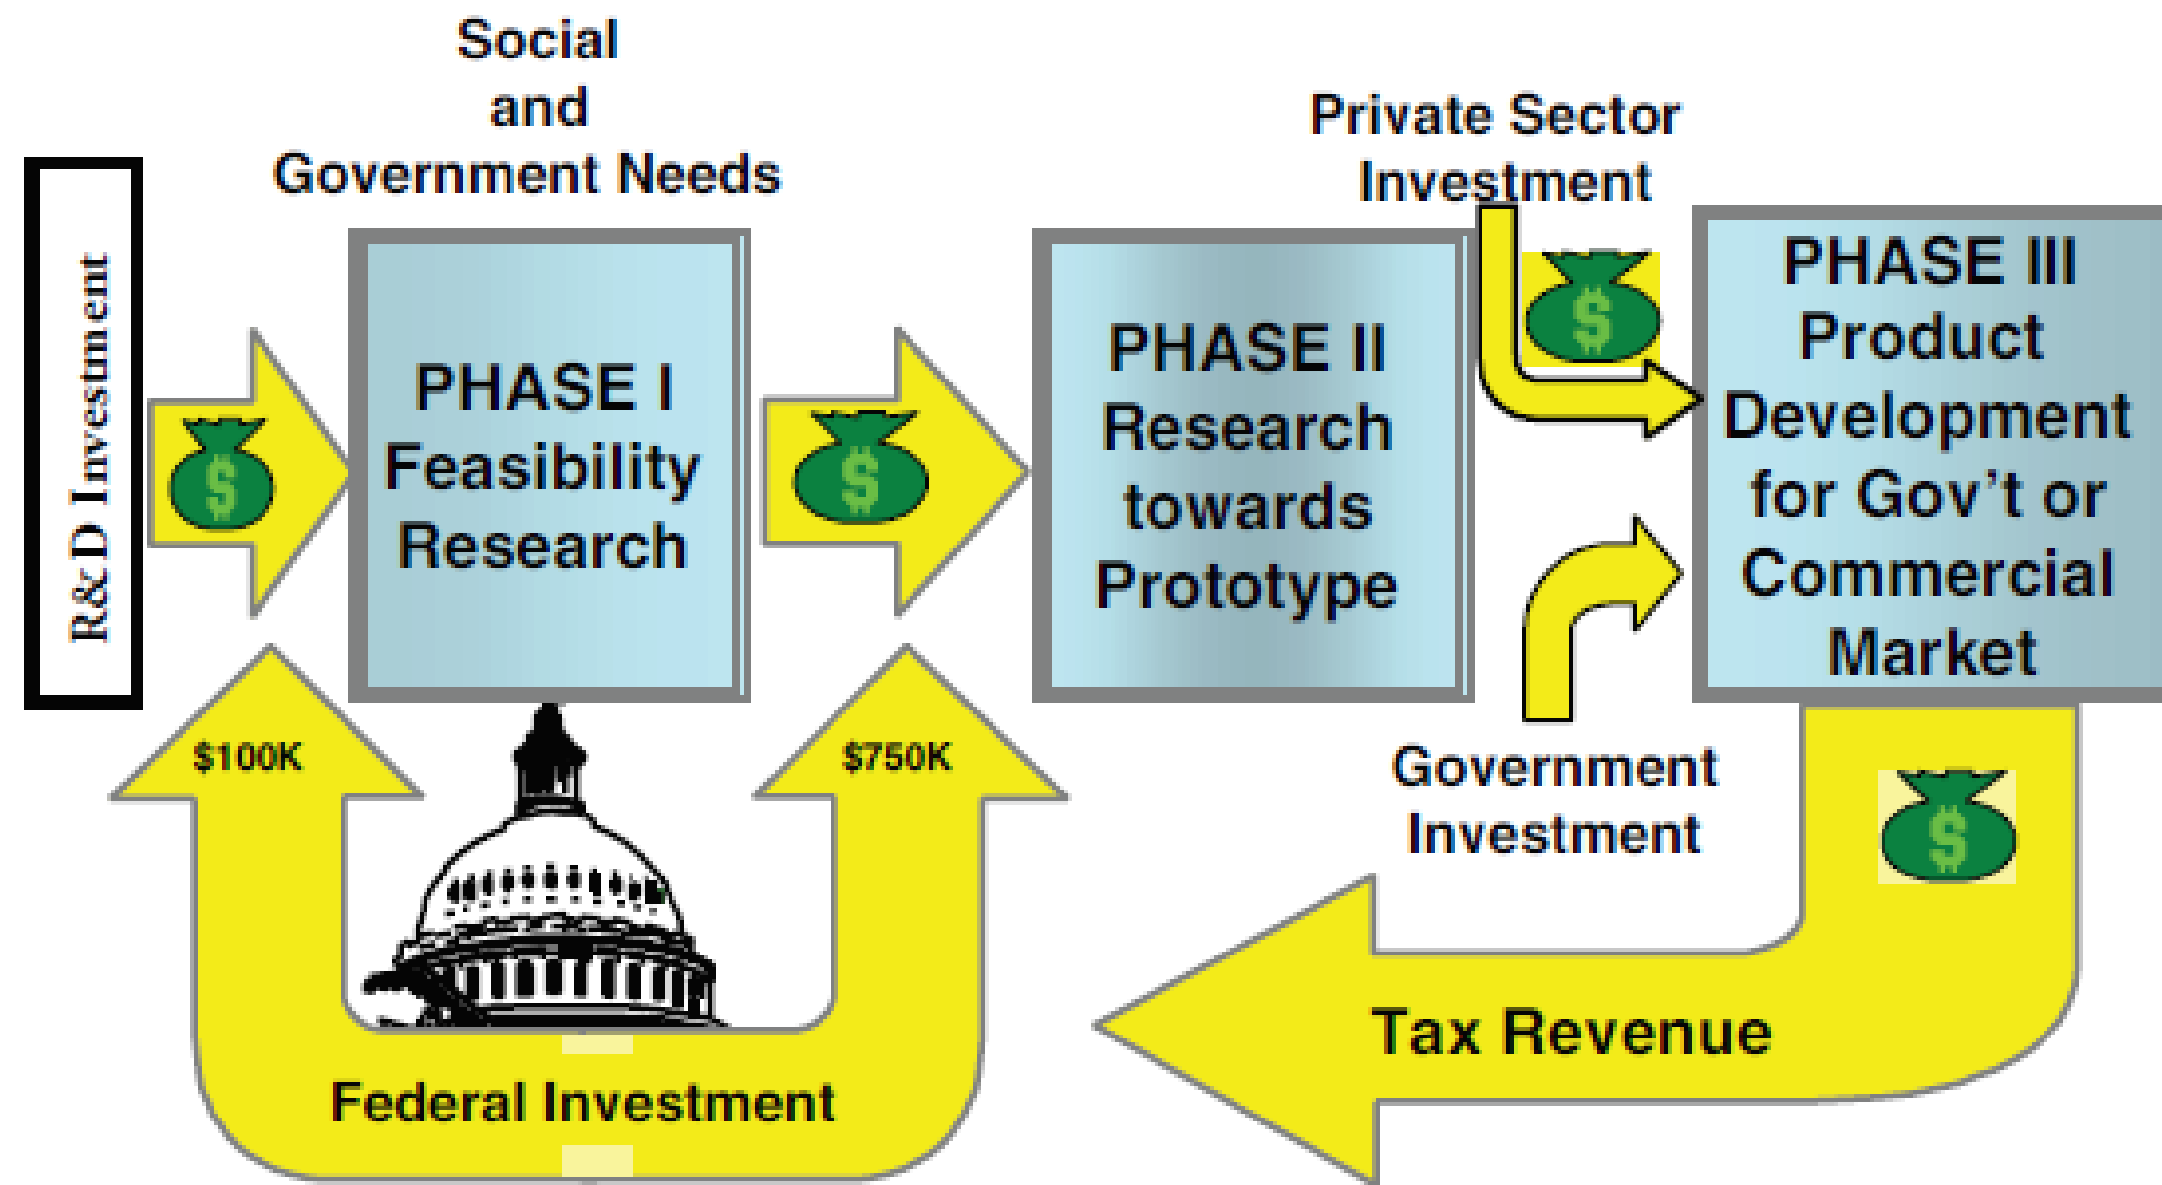 Social
and
Government Needs
Private Sector
Investment
R&D Investment
$
PHASE I
Feasibility
Research
$
PHASE II
Research
towards
Prototype
$
PHASE III
Product
Development
for Gov't or
Commercial
Market
$100K
$750K
Government
Investment
$
Federal Investment
Tax Revenue